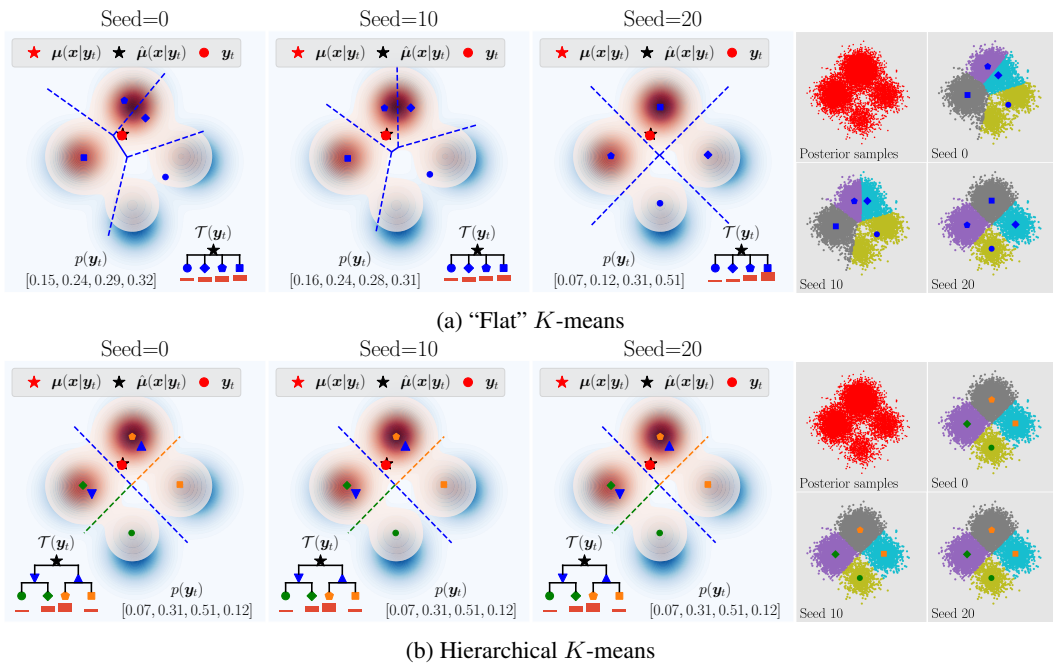 Seed=0
Seed=10
Seed=20
μ(x|y_t) μ̂(x|y_t) y_t
μ(x|y_t) μ̂(x|y_t) y_t
μ(x|y_t) μ̂(x|y_t) y_t
Posterior samples
Seed 0
𝒯(y_t)
p(y_t)
[0.15, 0.24, 0.29, 0.32]
𝒯(y_t)
p(y_t)
[0.16, 0.24, 0.28, 0.31]
𝒯(y_t)
p(y_t)
[0.07, 0.12, 0.31, 0.51]
Seed 10
Seed 20
(a) “Flat” K-means
Seed=0
Seed=10
Seed=20
μ(x|y_t) μ̂(x|y_t) y_t
μ(x|y_t) μ̂(x|y_t) y_t
μ(x|y_t) μ̂(x|y_t) y_t
Posterior samples
Seed 0
𝒯(y_t)
p(y_t)
[0.07, 0.31, 0.51, 0.12]
𝒯(y_t)
p(y_t)
[0.07, 0.31, 0.51, 0.12]
𝒯(y_t)
p(y_t)
[0.07, 0.31, 0.51, 0.12]
Seed 10
Seed 20
(b) Hierarchical K-means